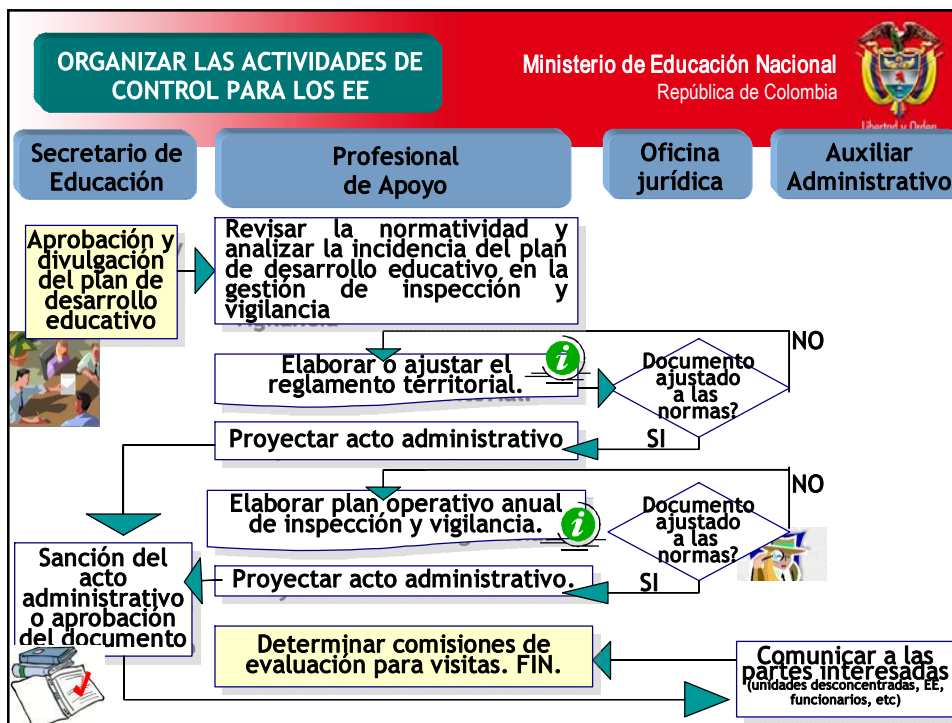 ORGANIZAR LAS ACTIVIDADES DE
CONTROL PARA LOS EE
Ministerio de Educación Nacional
República de Colombia
Libertad y Orden
Secretario de
Educación
Profesional
de Apoyo
Oficina
jurídica
Auxiliar
Administrativo
Aprobación y
divulgación
del plan de
desarrollo
educativo
Revisar la normatividad y
analizar la incidencia del plan
de desarrollo educativo en la
gestión de inspección y
vigilancia
NO
Elaborar o ajustar el
reglamento territorial.
i
Documento
ajustado
a las
normas?
SI
Proyectar acto administrativo
NO
Elaborar plan operativo anual
de inspección y vigilancia.
i
Documento
ajustado
a las
normas?
SI
Proyectar acto administrativo.
Sanción del
acto
administrativo
o aprobación
del documento
Determinar comisiones de
evaluación para visitas. FIN.
Comunicar a las
partes interesadas
(unidades desconcentradas, EE,
funcionarios, etc)